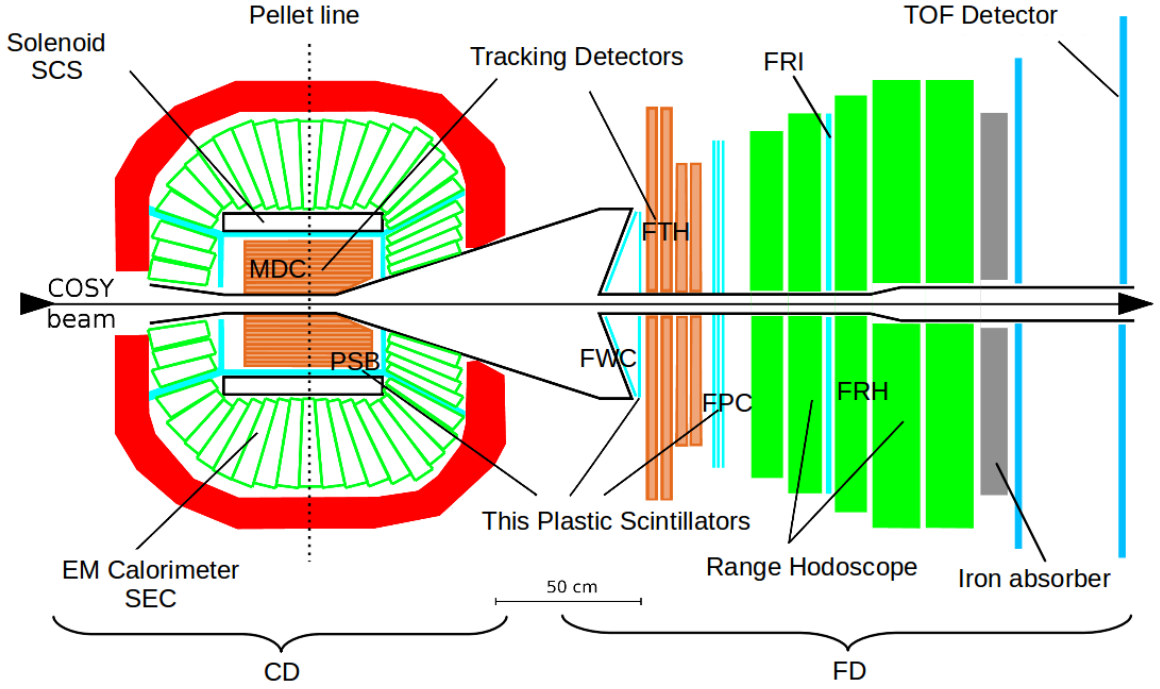 Pellet line
TOF Detector
Solenoid
SCS
Tracking Detectors
FRI
FTH
MDC
COSY
beam
PSB
FWC
FRH
FPC
This Plastic Scintillators
EM Calorimeter
SEC
Range Hodoscope
Iron absorber
50 cm
CD
FD